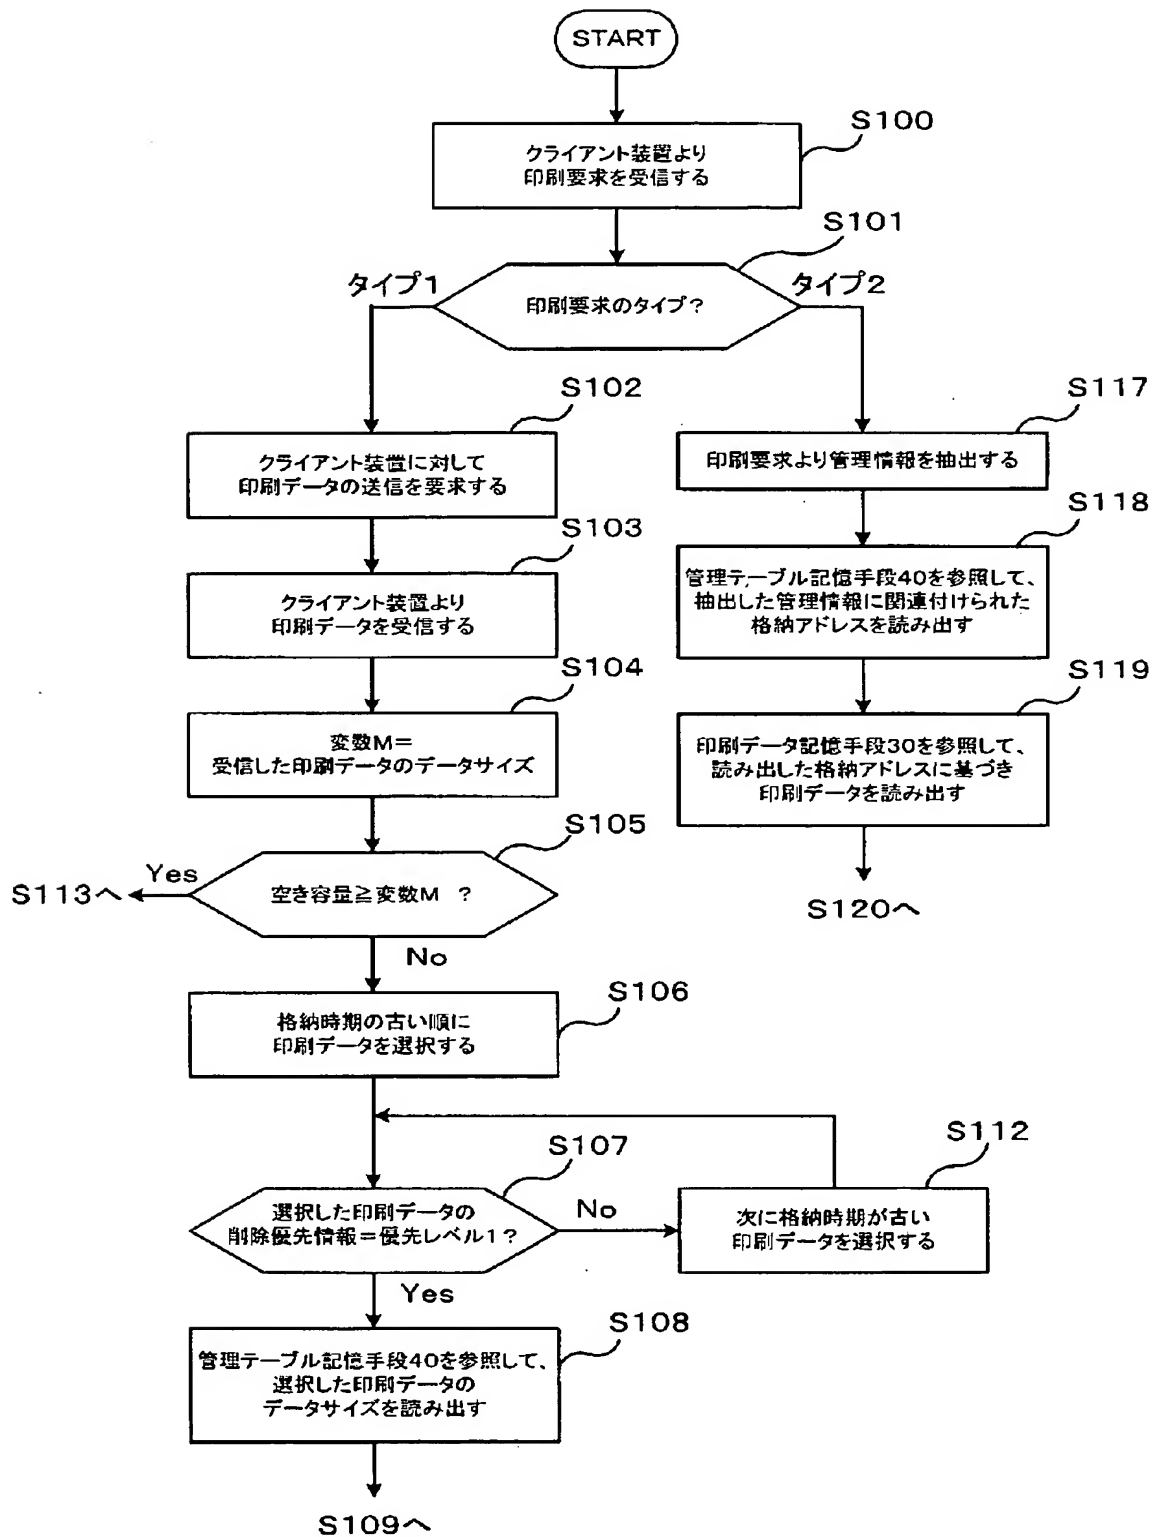 START
S100
クライアント装置より
印刷要求を受信する
S101
タイプ1
印刷要求のタイプ?
タイプ2
S102
クライアント装置に対して
印刷データの送信を要求する
S103
クライアント装置より
印刷データを受信する
S104
変数M=
受信した印刷データのデータサイズ
S105
空き容量≧変数M ?
Yes
S113へ
No
S106
格納時期の古い順に
印刷データを選択する
S107
選択した印刷データの
削除優先情報=優先レベル1?
No
S112
次に格納時期が古い
印刷データを選択する
Yes
S108
管理テーブル記憶手段40を参照して、
選択した印刷データの
データサイズを読み出す
S109へ
S117
印刷要求より管理情報を抽出する
S118
管理テーブル記憶手段40を参照して、
抽出した管理情報に関連付けられた
格納アドレスを読み出す
S119
印刷データ記憶手段30を参照して、
読み出した格納アドレスに基づき
印刷データを読み出す
S120へ